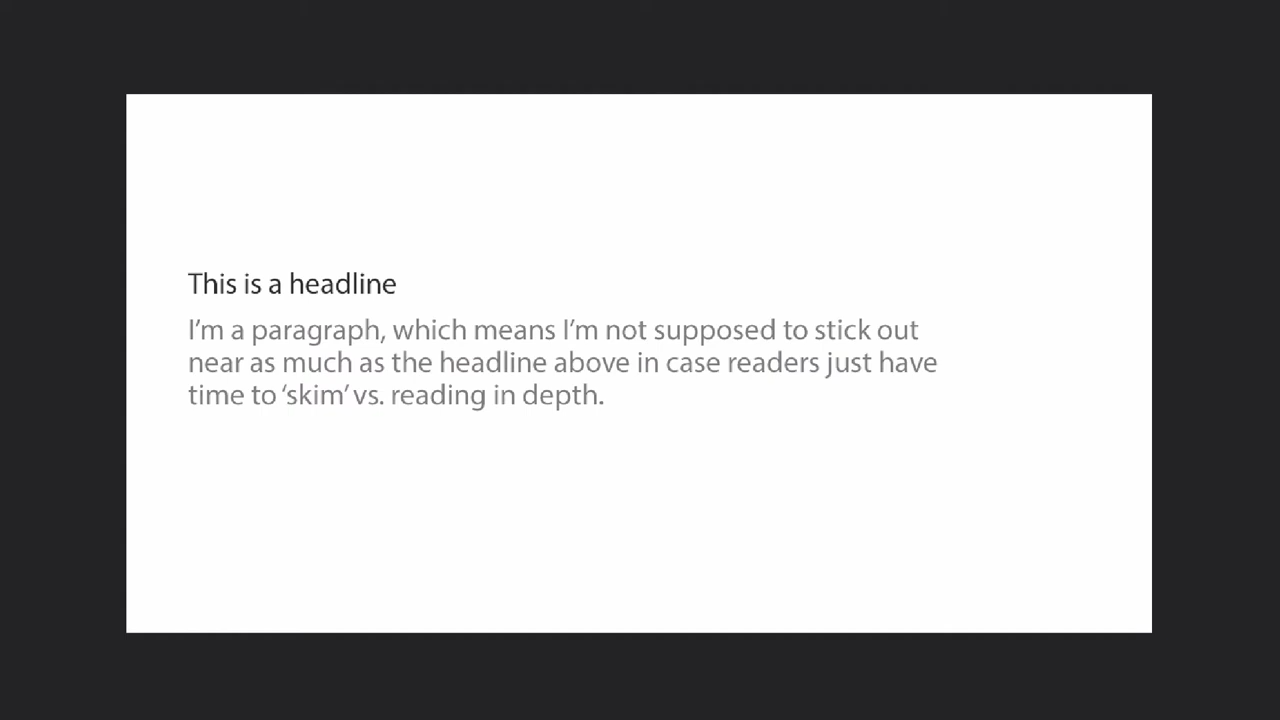 This is a headline
I’m a paragraph, which means I’m not supposed to stick out
near as much as the headline above in case readers just have
time to ‘skim’ vs. reading in depth.